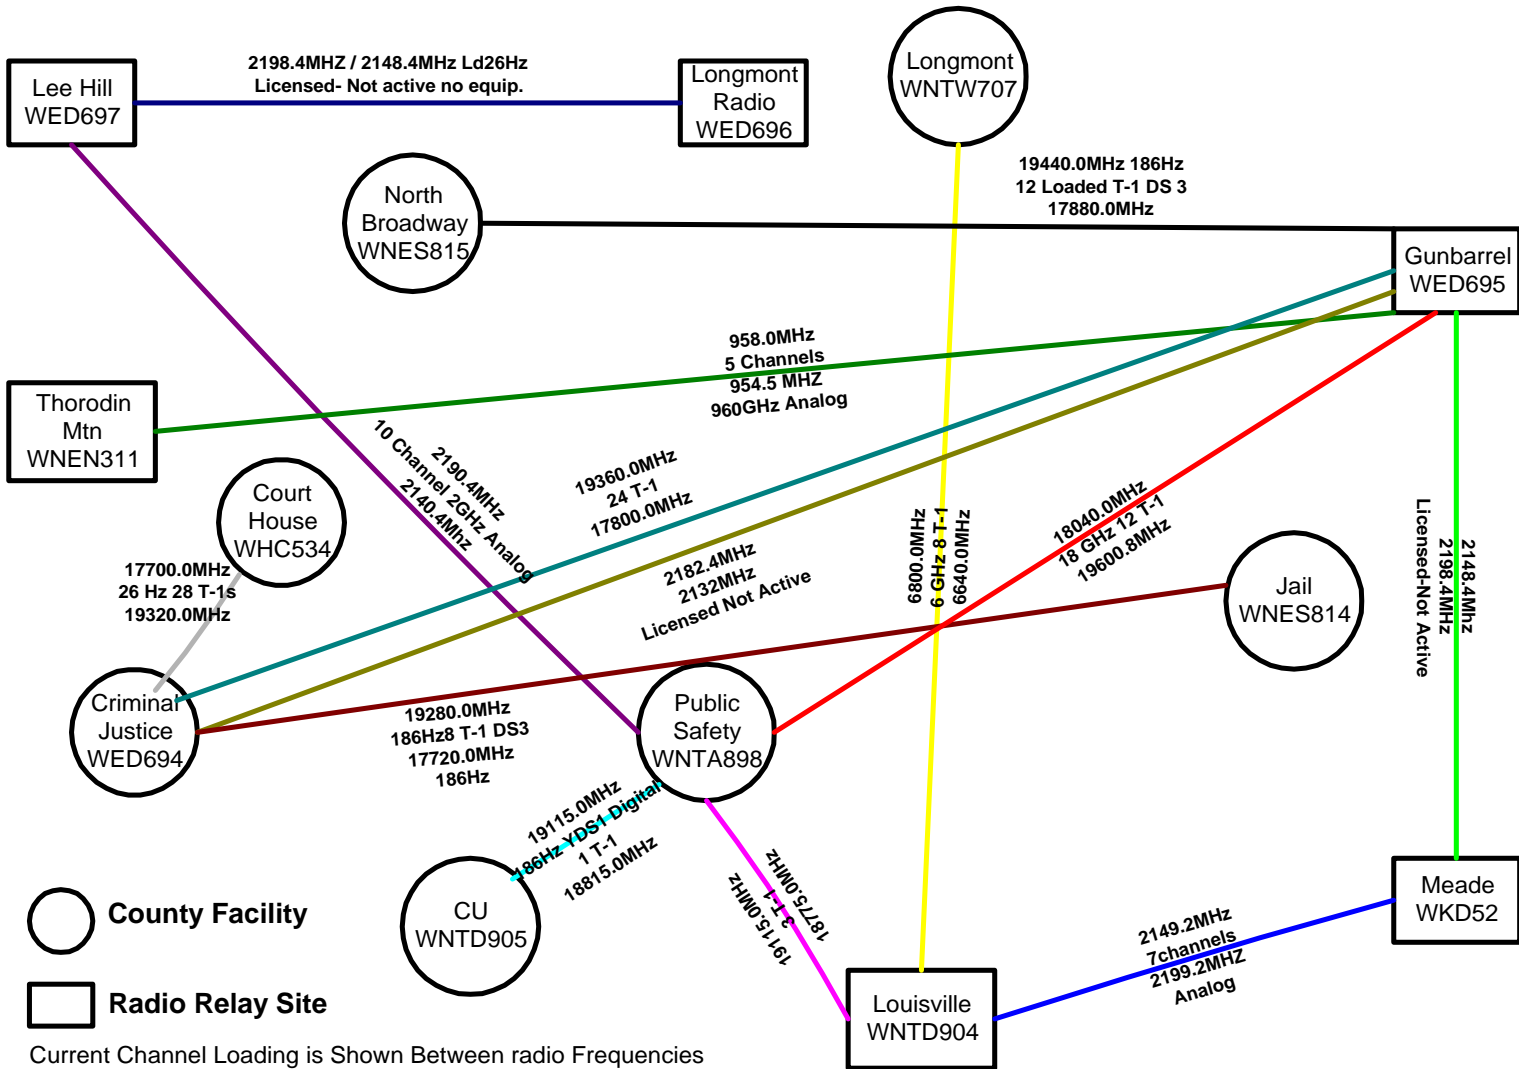 2198.4MHZ / 2148.4MHz Ld26Hz
Licensed- Not active no equip.
Lee Hill
WED697
Longmont
Radio
WED696
Longmont
WNTW707
19440.0MHz 186Hz
12 Loaded T-1 DS 3
17880.0MHz
North
Broadway
WNES815
Gunbarrel
WED695
958.0MHz
5 Channels
954.5 MHZ
960GHz Analog
Thorodin
Mtn
WNEN311
2190.4MHz
10 Channel 2GHz Analog
2140.4Mhz
19360.0MHz
24 T-1
17800.0MHz
Court
House
WHC534
17700.0MHz
26 Hz 28 T-1s
19320.0MHz
2182.4MHz
2132MHz
Licensed Not Active
6800.0MHz
6 GHz 8 T-1
6640.0MHz
18040.0MHz
18 GHz 12 T-1
19600.8MHz
2148.4Mhz
2198.4MHz
Licensed-Not Active
Jail
WNES814
Criminal
Justice
WED694
19280.0MHz
186Hz8 T-1 DS3
17720.0MHz
186Hz
Public
Safety
WNTA898
19115.0MHz
186Hz YDS1 Digital
1 T-1
18815.0MHz
18775.0MHz
3 T-1
19115.0MHz
CU
WNTD905
Meade
WKD52
2149.2MHz
7channels
2199.2MHZ
Analog
Louisville
WNTD904
County Facility
Radio Relay Site
Current Channel Loading is Shown Between radio Frequencies